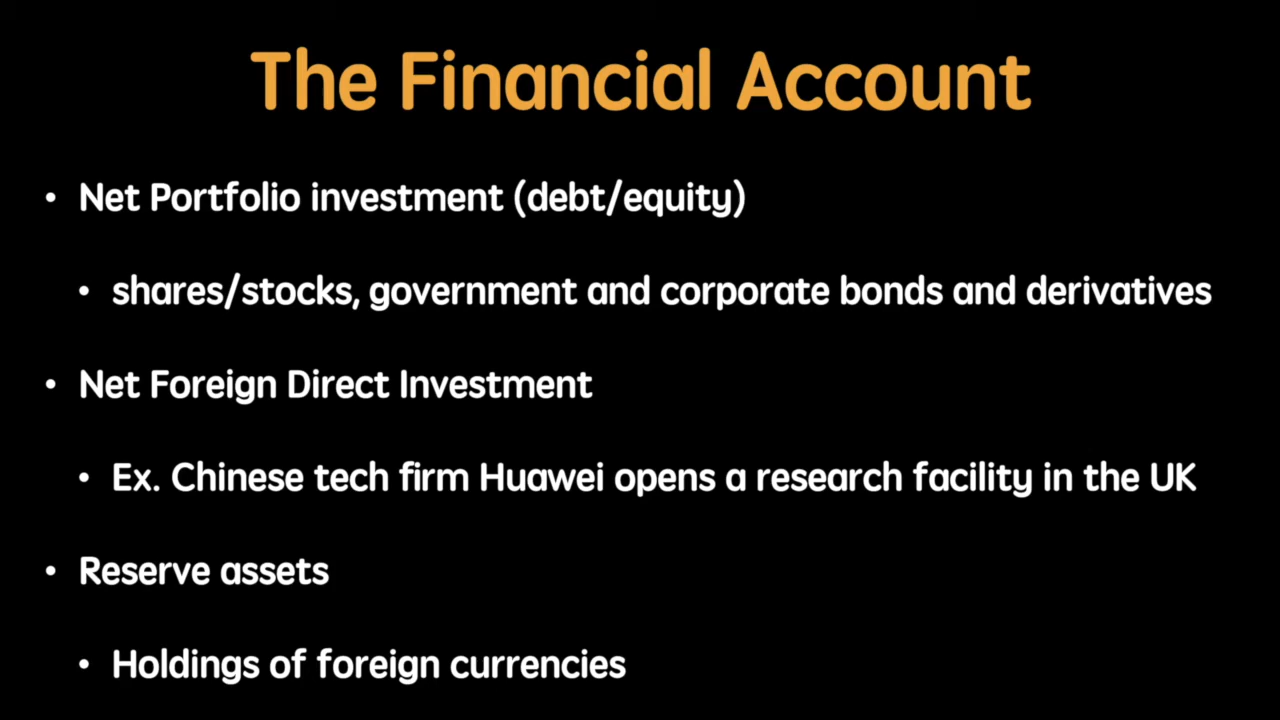 The Financial Account
• Net Portfolio investment (debt/equity)
• shares/stocks, government and corporate bonds and derivatives
• Net Foreign Direct Investment
• Ex. Chinese tech firm Huawei opens a research facility in the UK
• Reserve assets
• Holdings of foreign currencies